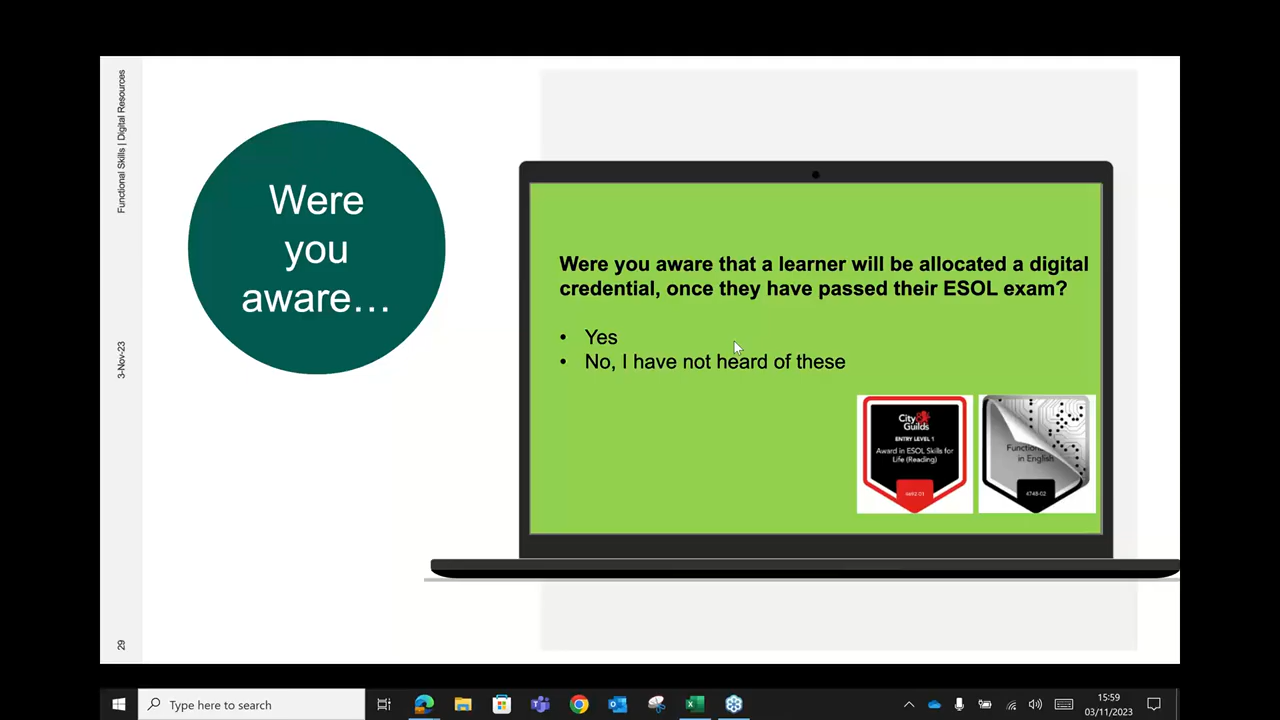 Functional Skills | Digital Resources
3-Nov-23
29
Were
you
aware…
Were you aware that a learner will be allocated a digital
credential, once they have passed their ESOL exam?
• Yes
• No, I have not heard of these
City
Guilds
ENTRY LEVEL 1
Award in ESOL Skills for
Life (Reading)
in English
4748-02
Type here to search
15:59
03/11/2023